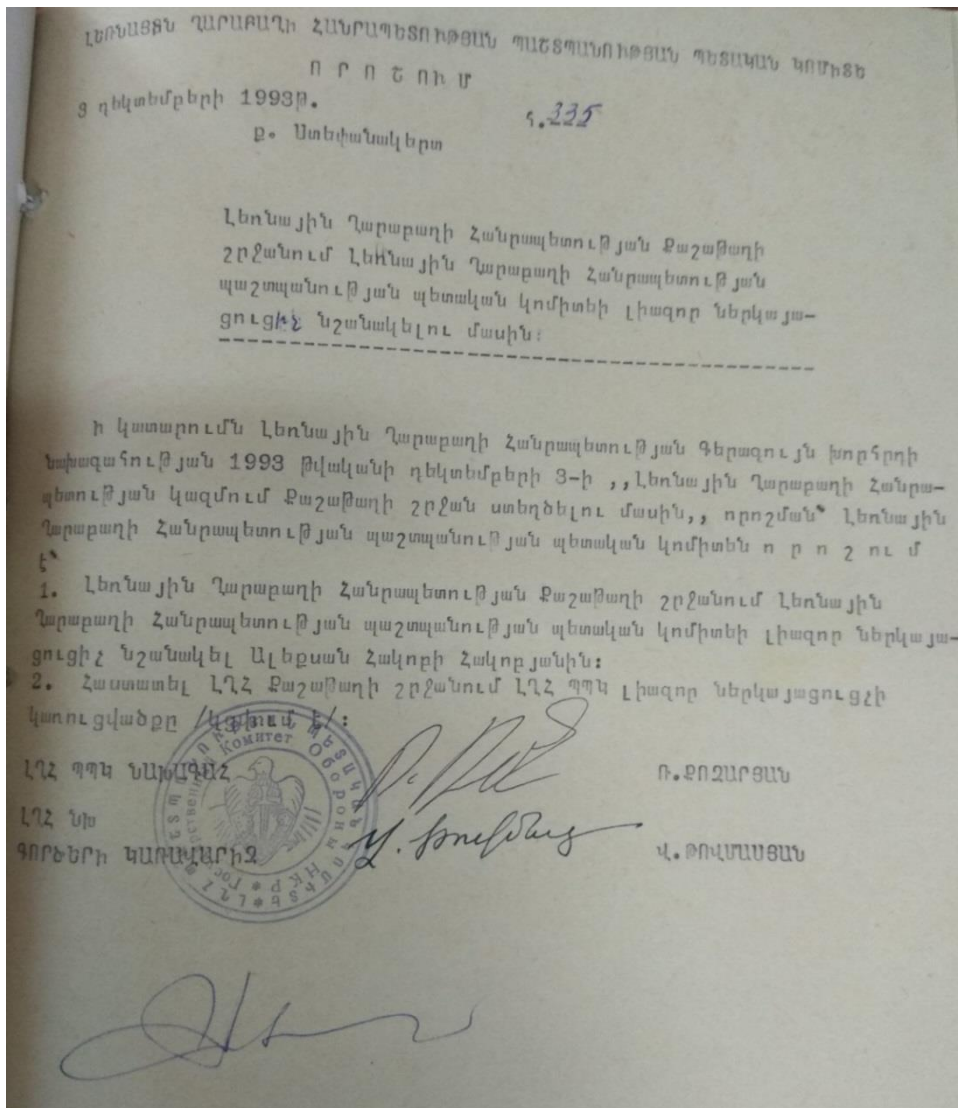 ԼԵՌՆԱՅԻՆ ՂԱՐԱԲԱՂԻ ՀԱՆՐԱՊԵՏՈՒԹՅԱՆ ՊԱՇՏՊԱՆՈՒԹՅԱՆ ՊԵՏԱԿԱՆ ԿՈՄԻՏԵ
Ո Ր Ո Շ ՈՒ Մ
3 դեկտեմբերի 1993թ.
հ.335
ք. Ստեփանակերտ
Լեռնային Ղարաբաղի Հանրապետության Քաշաթաղի
շրջանում Լեռնային Ղարաբաղի Հանրապետության
պաշտպանության պետական կոմիտեի լիազոր ներկայա-
ցուցիչ նշանակելու մասին:
Ի կատարումն Լեռնային Ղարաբաղի Հանրապետության Գերագույն խորհրդի
նախագահության 1993 թվականի դեկտեմբերի 3-ի ,,Լեռնային Ղարաբաղի Հանրա-
պետության կազմում Քաշաթաղի շրջան ստեղծելու մասին,, որոշման՝ Լեռնային
Ղարաբաղի Հանրապետության պաշտպանության պետական կոմիտեն ո ր ո շ ու մ
է՝
1. Լեռնային Ղարաբաղի Հանրապետության Քաշաթաղի շրջանում Լեռնային
Ղարաբաղի Հանրապետության պաշտպանության պետական կոմիտեի լիազոր ներկայա-
ցուցիչ նշանակել Ալեքսան Հակոբի Հակոբյանին:
2. Հաստատել ԼՂՀ Քաշաթաղի շրջանում ԼՂՀ ՊՊԿ լիազոր ներկայացուցչի
կառուցվածքը /կցվում է/:
ԼՂՀ ՊՊԿ ՆԱԽԱԳԱՀ
Ռ.ՔՈՉԱՐՅԱՆ
ԼՂՀ ՆԽ
ԳՈՐԾԵՐԻ ԿԱՌԱՎԱՐԻՉ
Վ.ԹՈՎՄԱՍՅԱՆ
Государственный Комитет Обороны НКР